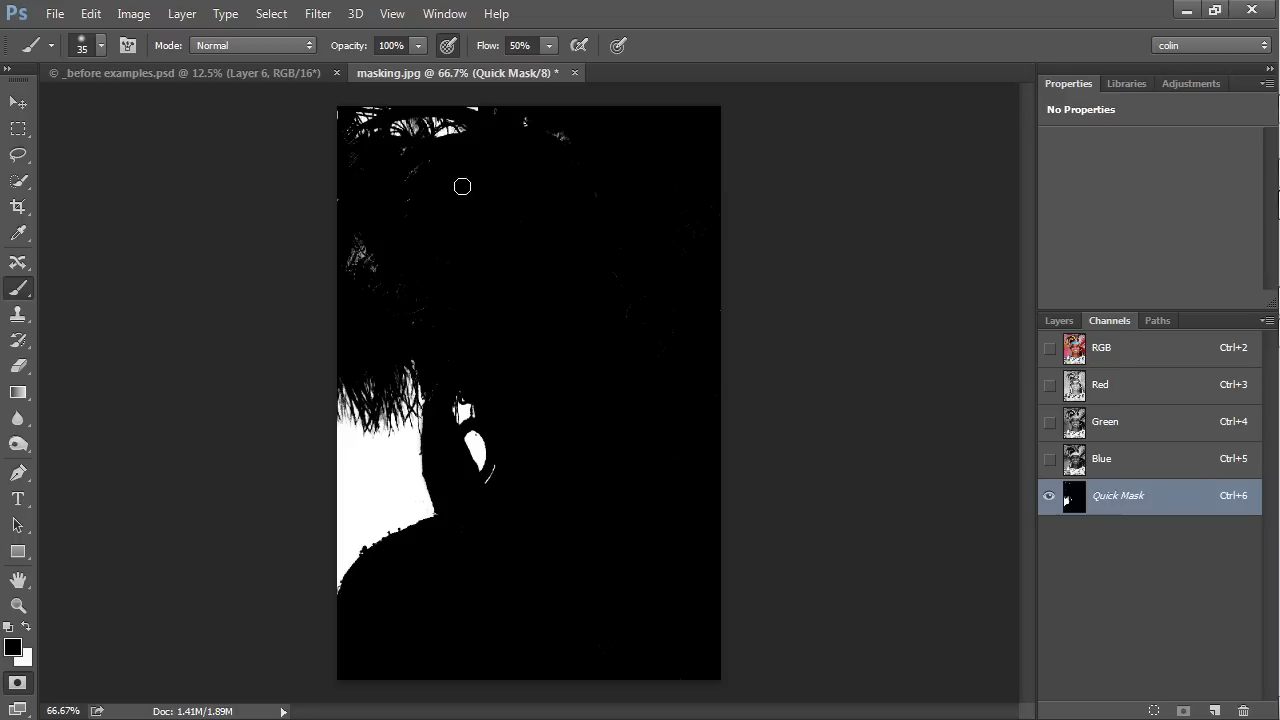 Ps File Edit Image Layer Type Select Filter 3D View Window Help
35 Mode: Normal Opacity: 100% Flow: 50% colin
© _before examples.psd @ 12.5% (Layer 6, RGB/16*) × masking.jpg @ 66.7% (Quick Mask/8) * ×
Properties Libraries Adjustments
No Properties
Layers Channels Paths
RGB Ctrl+2
Red Ctrl+3
Green Ctrl+4
Blue Ctrl+5
Quick Mask Ctrl+6
T
66.67% Doc: 1.41M/1.89M